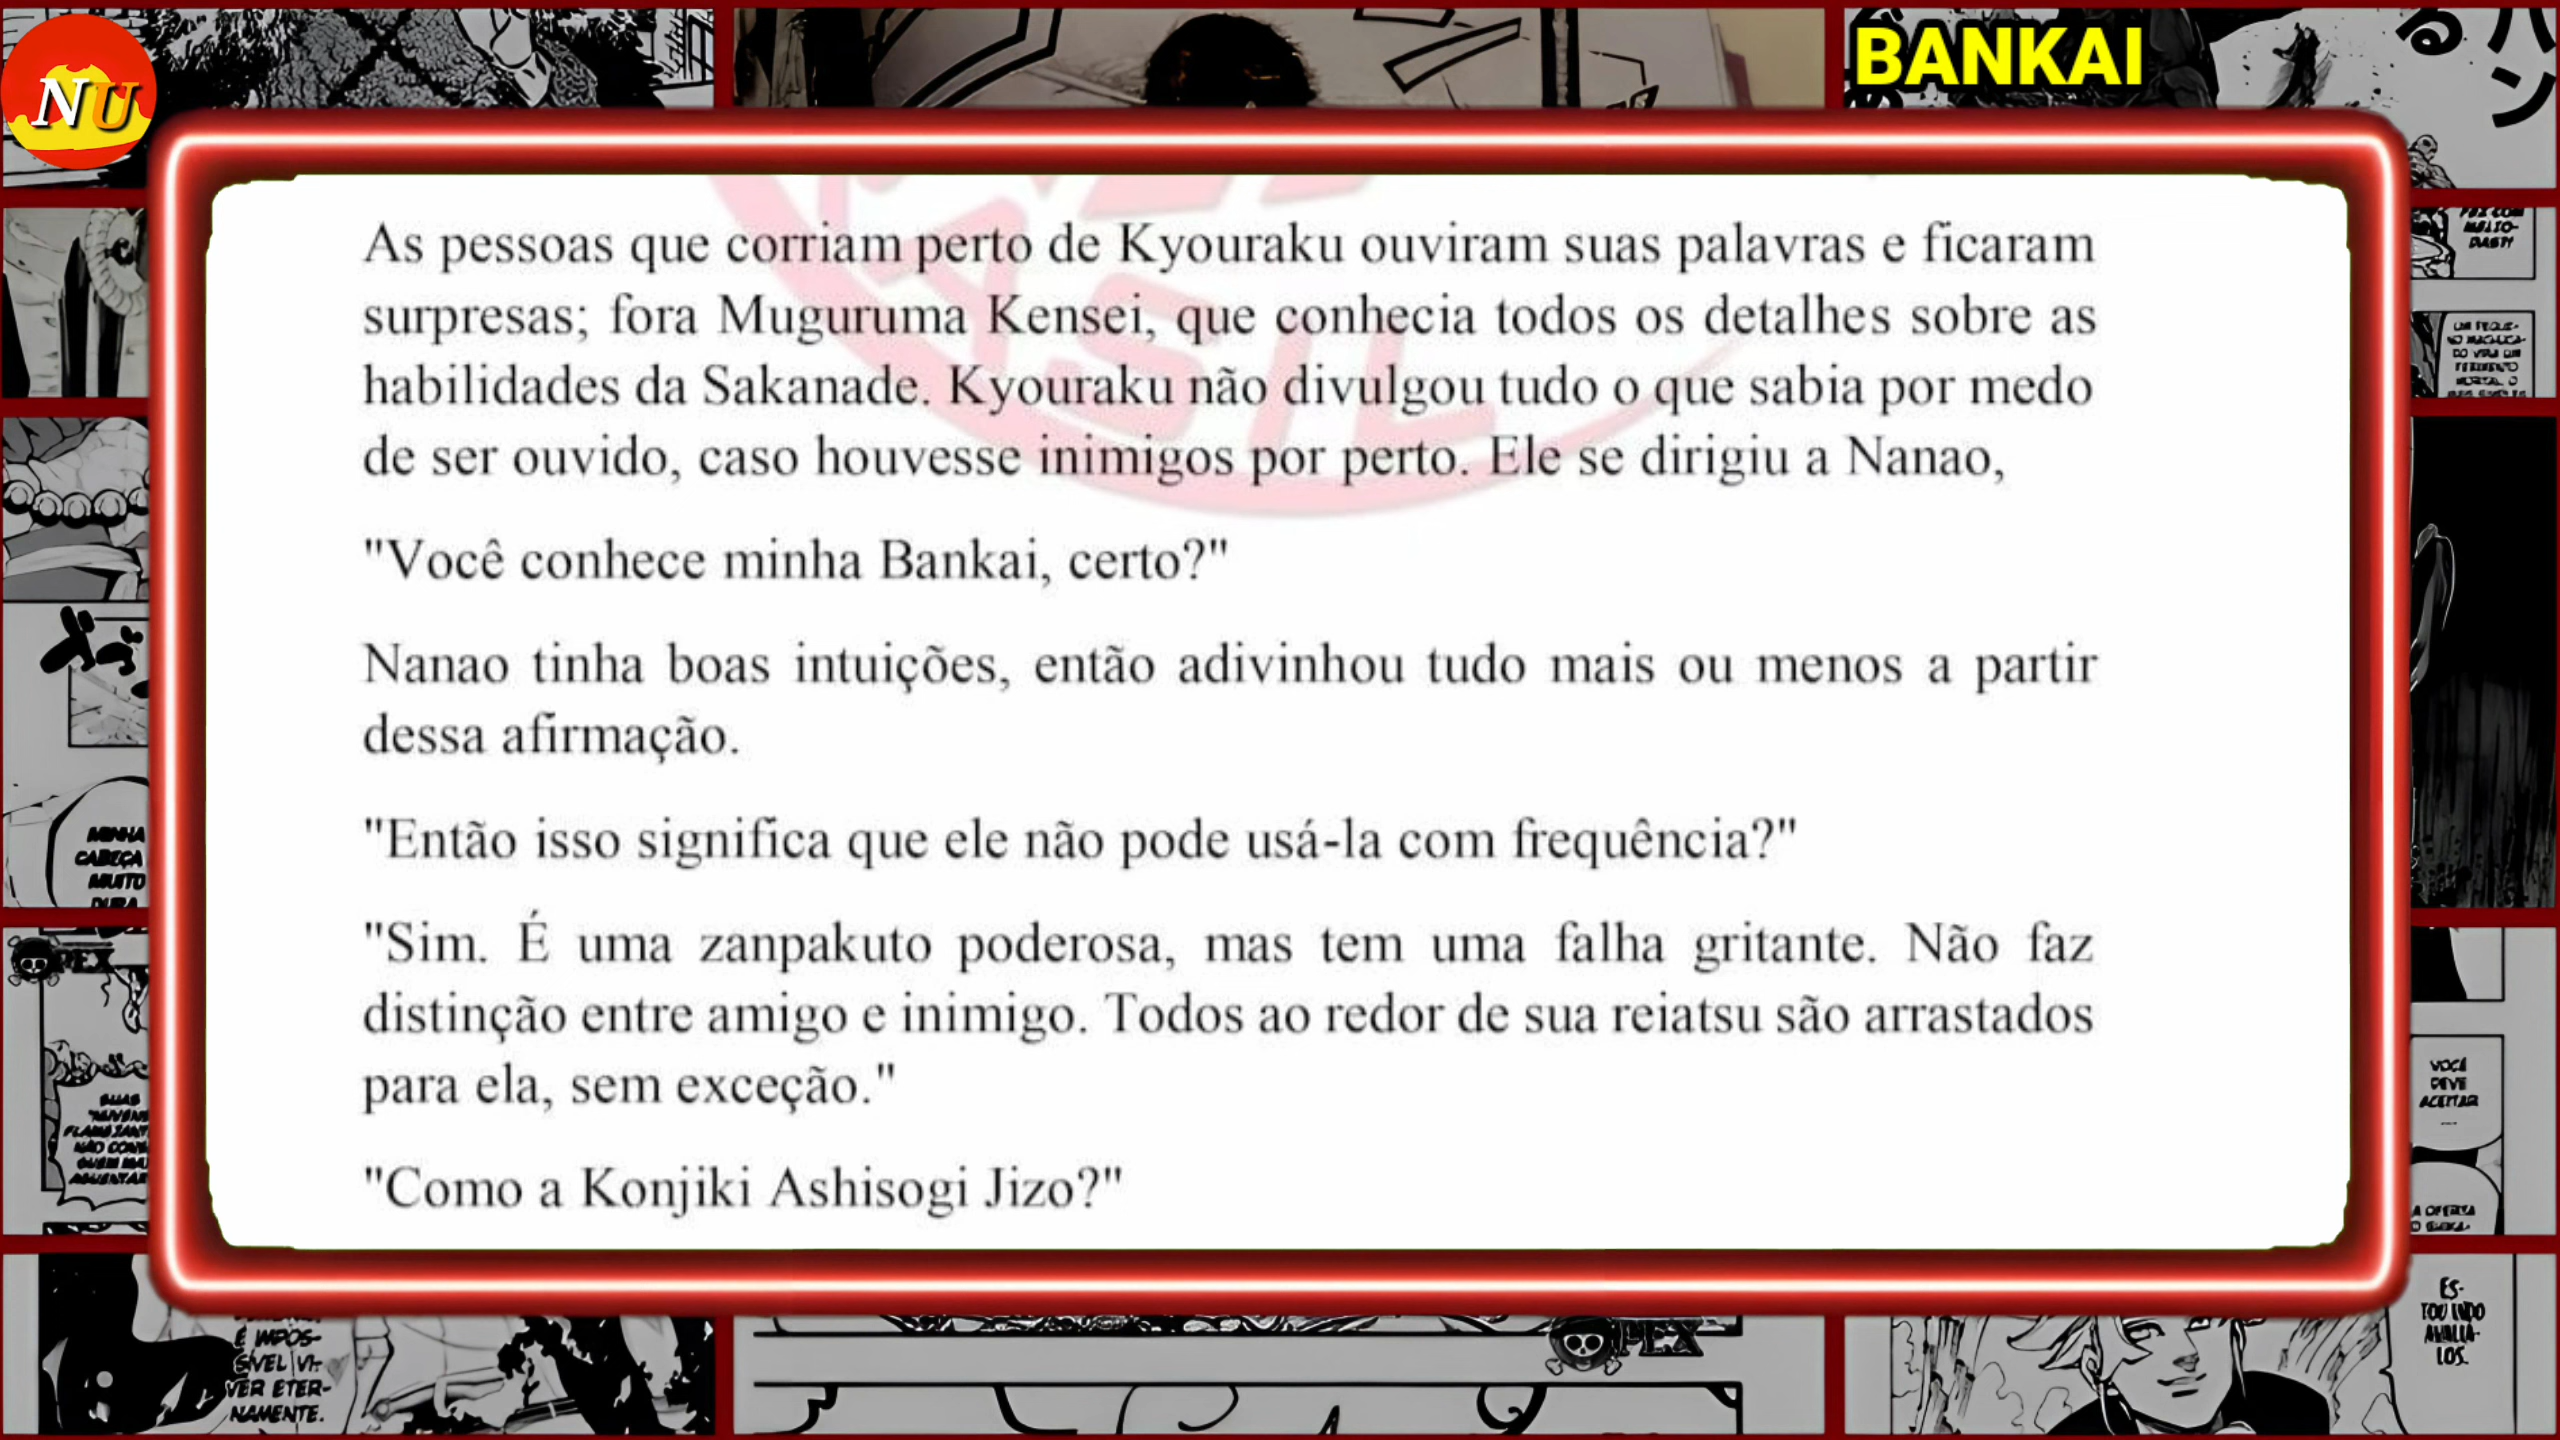 NU
BANKAI
る
ハン
As pessoas que corriam perto de Kyouraku ouviram suas palavras e ficaram
surpresas; fora Muguruma Kensei, que conhecia todos os detalhes sobre as
habilidades da Sakanade. Kyouraku não divulgou tudo o que sabia por medo
de ser ouvido, caso houvesse inimigos por perto. Ele se dirigiu a Nanao,
"Você conhece minha Bankai, certo?"
Nanao tinha boas intuições, então adivinhou tudo mais ou menos a partir
dessa afirmação.
"Então isso significa que ele não pode usá-la com frequência?"
"Sim. É uma zanpakuto poderosa, mas tem uma falha gritante. Não faz
distinção entre amigo e inimigo. Todos ao redor de sua reiatsu são arrastados
para ela, sem exceção."
"Como a Konjiki Ashisogi Jizo?"
MINHA
CABEÇA
MUITO
DURA
VOCÊ
DEVE
ACEITAR
...
A OFERTA
É IMPOS-
SÍVEL VI-
VER ETER-
NAMENTE.
ES-
TOU INDO
AVALIÁ-
LOS.